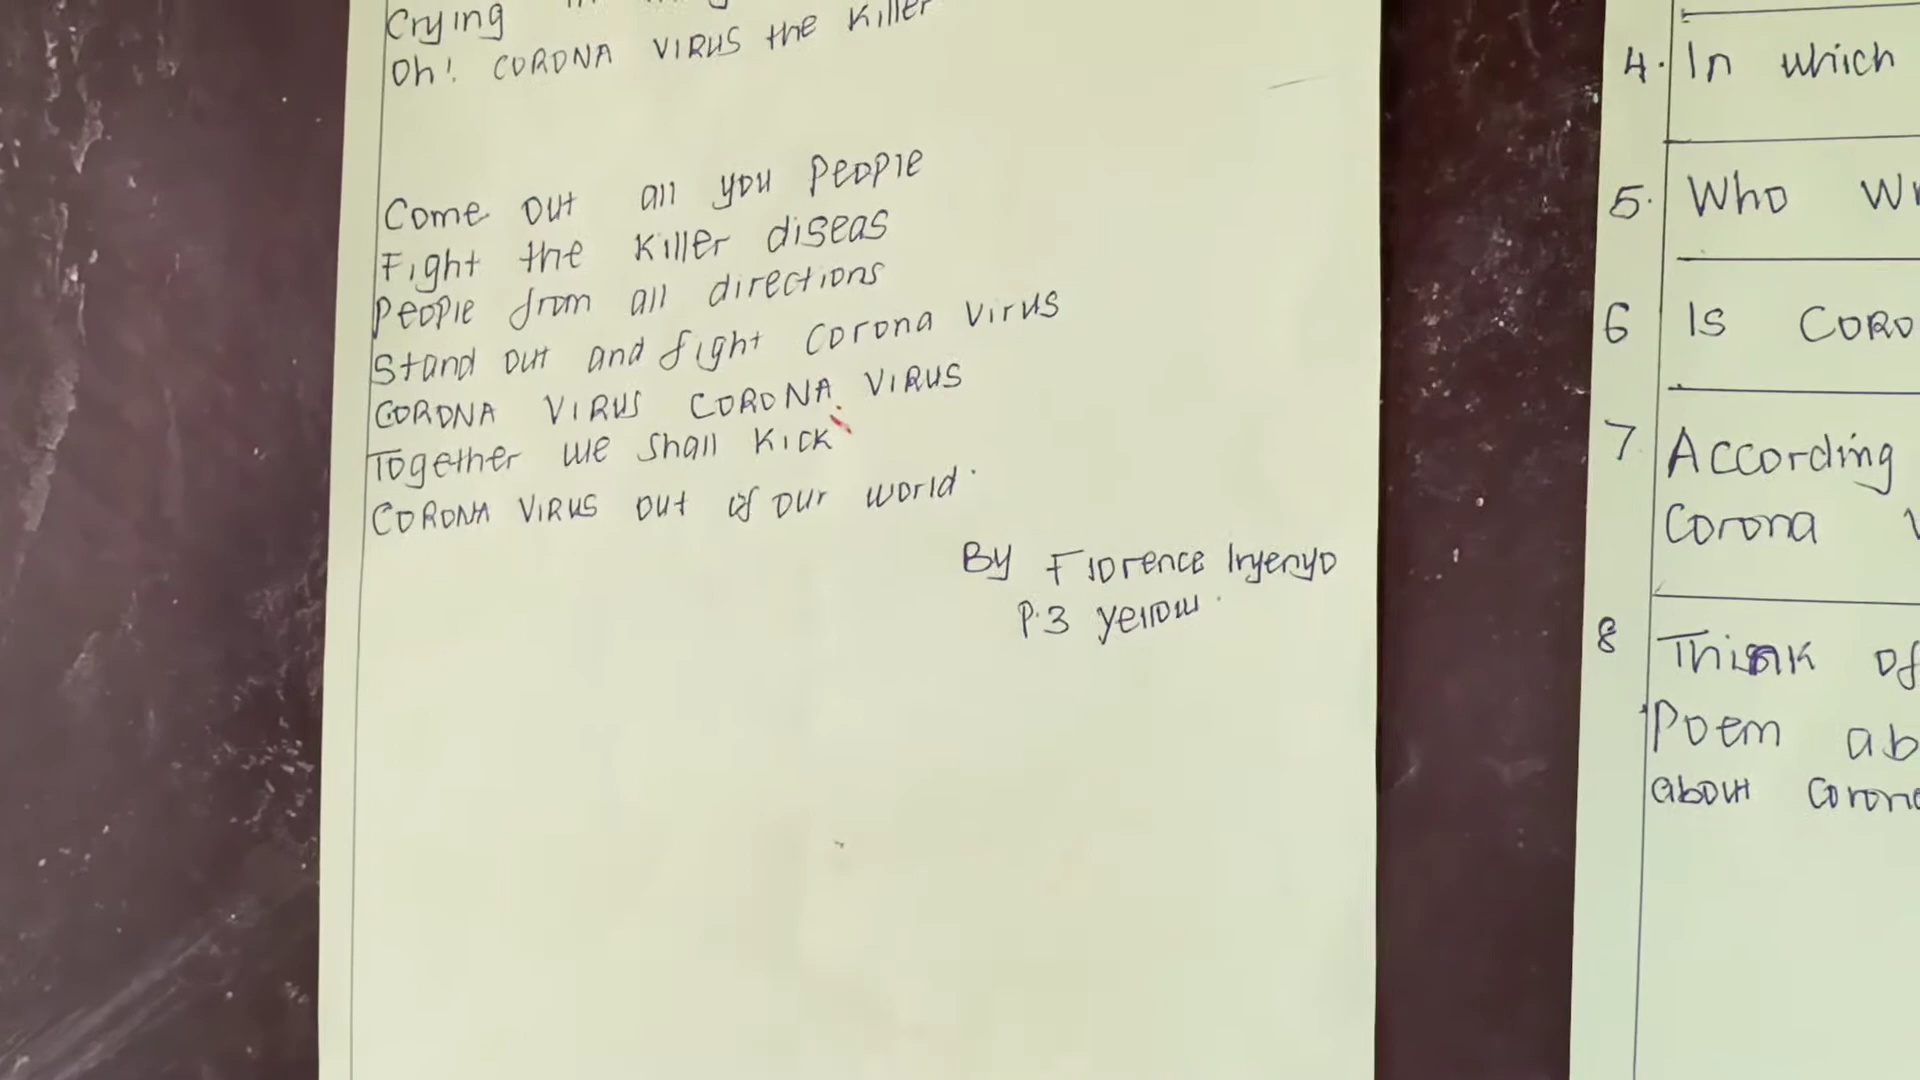 Crying
Oh! CORONA VIRUS the Killer
Come out all you People
Fight the Killer diseas
People from all directions
Stand out and fight Corona Virus
CORONA VIRUS CORONA VIRUS
Together we shall Kick
CORONA VIRUS out of our world.
By Florence Inyenyo
P.3 yellow.
4. In which
5. Who
6 Is
7 According
Corona
8 Think of
Poem
about